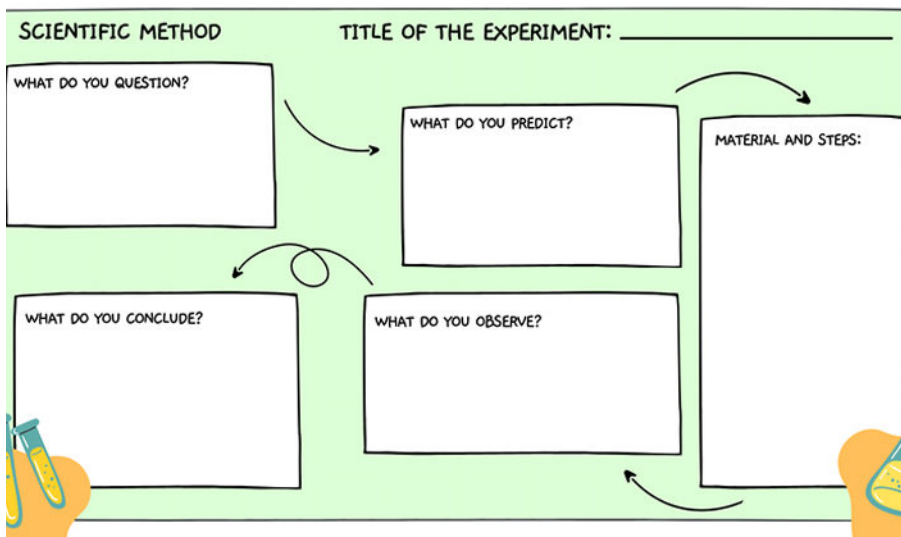 SCIENTIFIC METHOD
TITLE OF THE EXPERIMENT:
WHAT DO YOU QUESTION?
WHAT DO YOU PREDICT?
MATERIAL AND STEPS:
WHAT DO YOU OBSERVE?
WHAT DO YOU CONCLUDE?